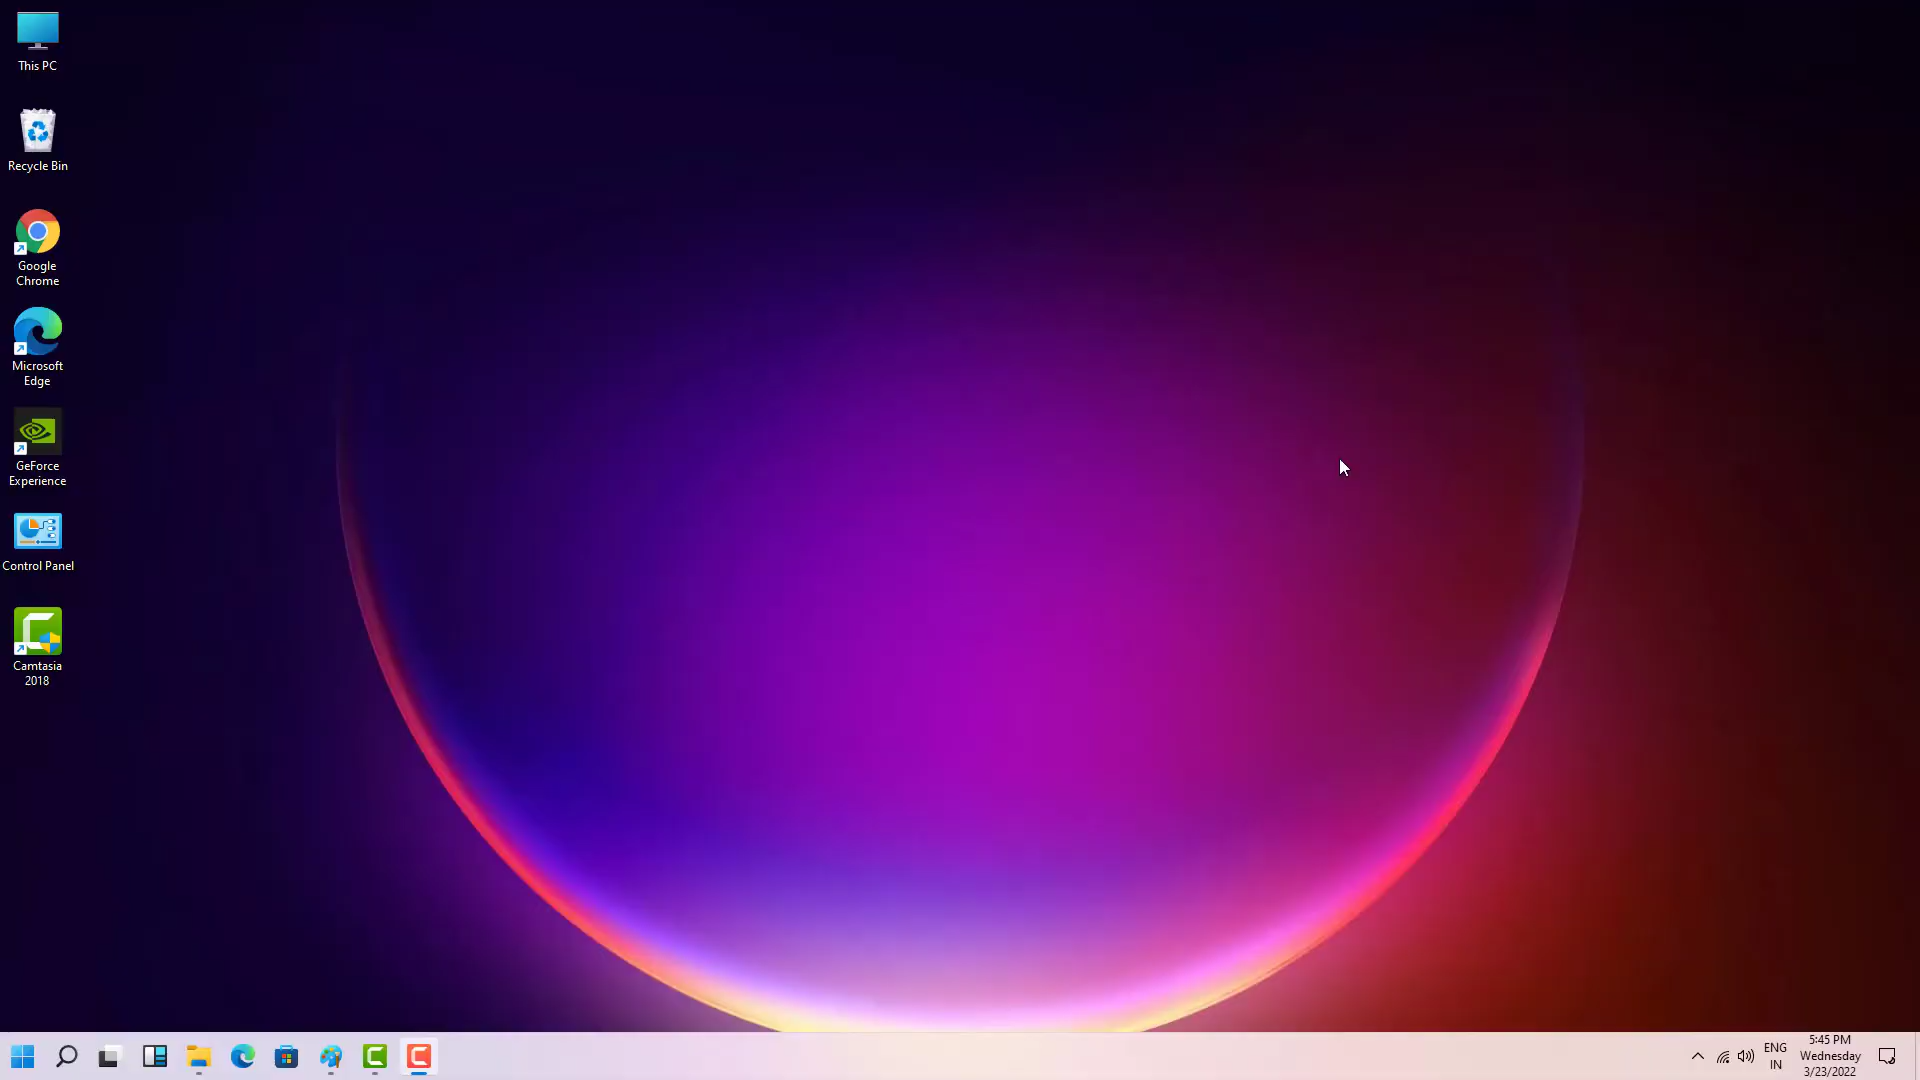 This PC
Recycle Bin
Google
Chrome
Microsoft
Edge
GeForce
Experience
Control Panel
Camtasia
2018
ENG
IN
5:45 PM
Wednesday
3/23/2022